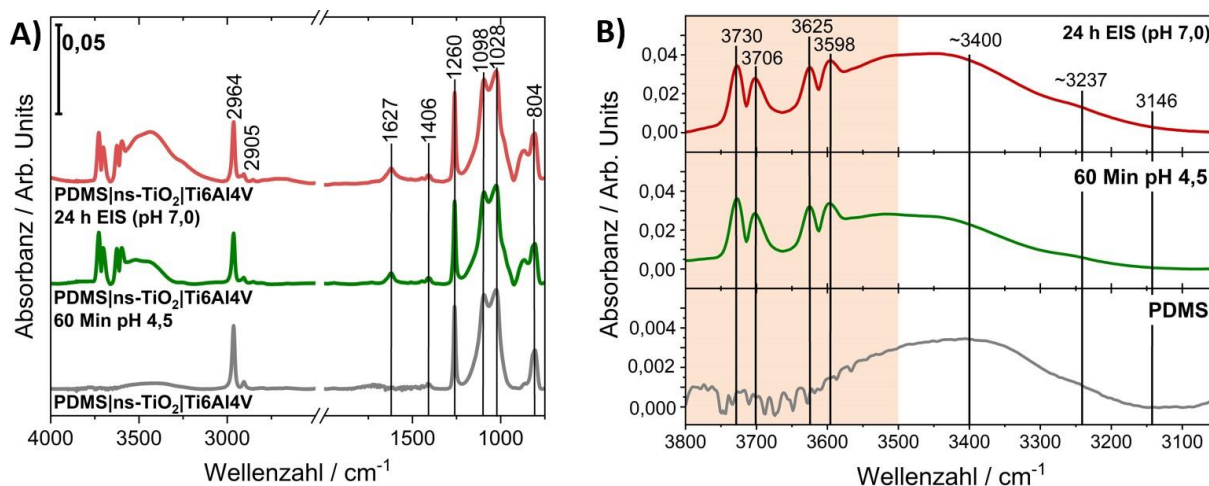 A)
0,05
2964
2905
1627
1406
1260
1098
1028
804
PDMS|ns-TiO₂|Ti6Al4V
24 h EIS (pH 7,0)
PDMS|ns-TiO₂|Ti6Al4V
60 Min pH 4,5
PDMS|ns-TiO₂|Ti6Al4V
Absorbanz / Arb. Units
4000
3500
3000
1500
1000
Wellenzahl / cm⁻¹
B)
3730
3706
3625
3598
~3400
~3237
3146
24 h EIS (pH 7,0)
0,04
0,02
0,00
60 Min pH 4,5
0,04
0,02
0,00
PDMS
0,004
0,002
0,000
Absorbanz / Arb. Units
3800
3700
3600
3500
3400
3300
3200
3100
Wellenzahl / cm⁻¹